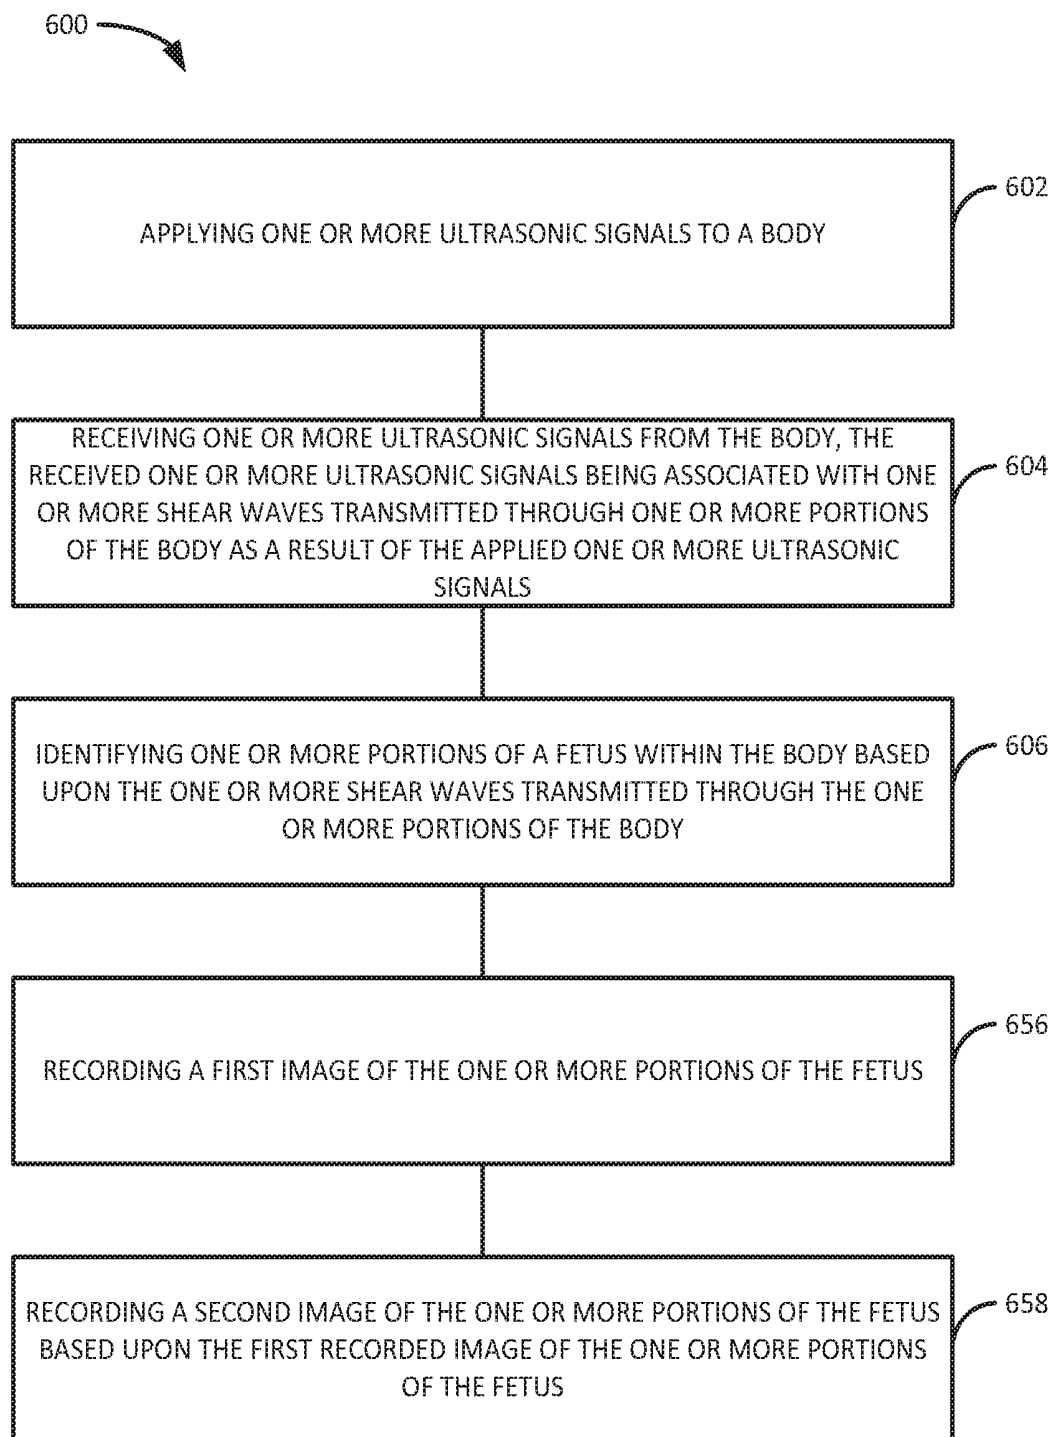 600
APPLYING ONE OR MORE ULTRASONIC SIGNALS TO A BODY
602
RECEIVING ONE OR MORE ULTRASONIC SIGNALS FROM THE BODY, THE
RECEIVED ONE OR MORE ULTRASONIC SIGNALS BEING ASSOCIATED WITH ONE
OR MORE SHEAR WAVES TRANSMITTED THROUGH ONE OR MORE PORTIONS
OF THE BODY AS A RESULT OF THE APPLIED ONE OR MORE ULTRASONIC
SIGNALS
604
IDENTIFYING ONE OR MORE PORTIONS OF A FETUS WITHIN THE BODY BASED
UPON THE ONE OR MORE SHEAR WAVES TRANSMITTED THROUGH THE ONE
OR MORE PORTIONS OF THE BODY
606
RECORDING A FIRST IMAGE OF THE ONE OR MORE PORTIONS OF THE FETUS
656
RECORDING A SECOND IMAGE OF THE ONE OR MORE PORTIONS OF THE FETUS
BASED UPON THE FIRST RECORDED IMAGE OF THE ONE OR MORE PORTIONS
OF THE FETUS
658